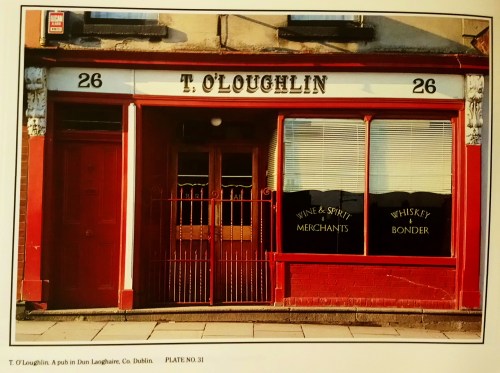 26 T. O'LOUGHLIN 26
WINE & SPIRIT
MERCHANTS
WHISKEY
&
BONDER
T. O'Loughlin. A pub in Dun Laoghaire, Co. Dublin. PLATE NO. 31